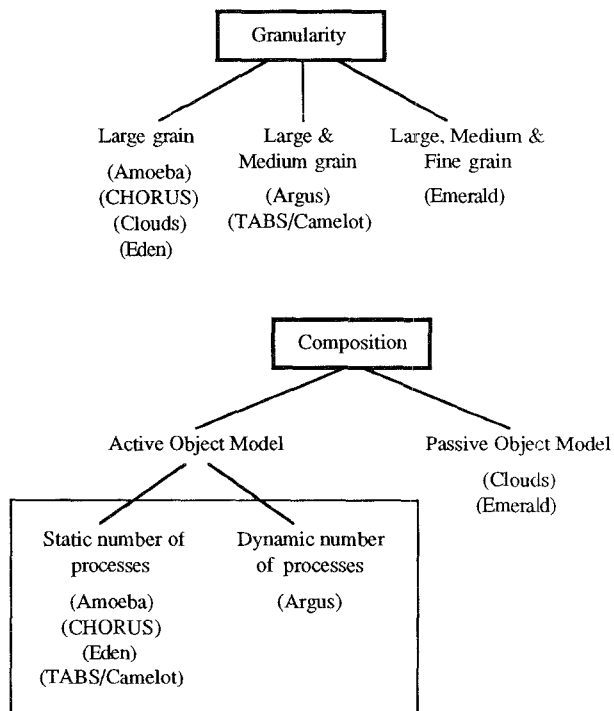 Granularity
Large grain
(Amoeba)
(CHORUS)
(Clouds)
(Eden)
Large &
Medium grain
(Argus)
(TABS/Camelot)
Large, Medium &
Fine grain
(Emerald)
Composition
Active Object Model
Passive Object Model
(Clouds)
(Emerald)
Static number of
processes
(Amoeba)
(CHORUS)
(Eden)
(TABS/Camelot)
Dynamic number
of processes
(Argus)